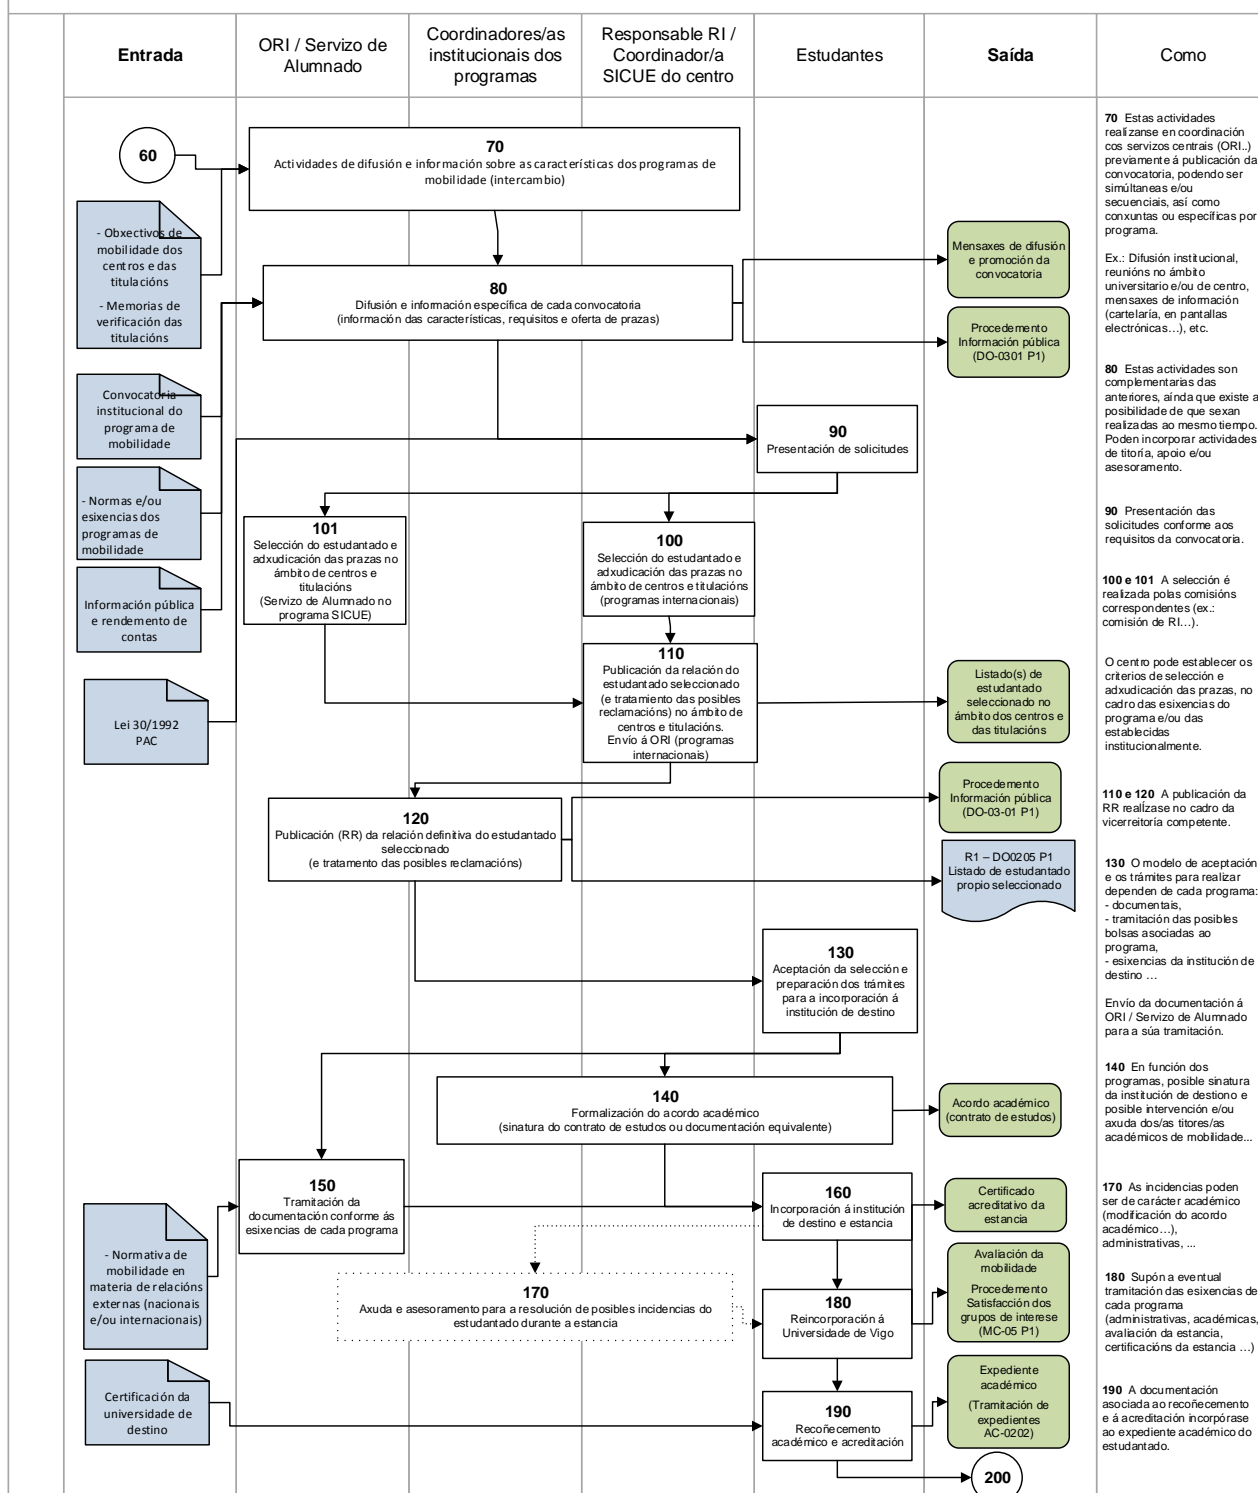 Entrada
ORI / Servizo de
Alumnado
Coordinadores/as
institucionais dos
programas
Responsable RI /
Coordinador/a
SICUE do centro
Estudantes
Saída
Como
60
70
Actividades de difusión e información sobre as características dos programas de
mobilidade (intercambio)
- Obxectivos de
mobilidade dos
centros e das
titulacións
- Memorias de
verificación das
titulacións
80
Difusión e información específica de cada convocatoria
(información das características, requisitos e oferta de prazas)
Mensaxes de difusión
e promoción da
convocatoria
Procedemento
Información pública
(DO-0301 P1)
Convocatoria
institucional do
programa de
mobilidade
90
Presentación de solicitudes
- Normas e/ou
esixencias dos
programas de
mobilidade
101
Selección do estudantado e
adxudicación das prazas no
ámbito de centros e
titulacións
(Servizo de Alumnado no
programa SICUE)
100
Selección do estudantado e
adxudicación das prazas no
ámbito de centros e titulacións
(programas internacionais)
Información pública
e rendemento de
contas
110
Publicación da relación do
estudantado seleccionado
(e tratamiento das posibles
reclamacións) no ámbito de
centros e titulacións.
Envío á ORI (programas
internacionais)
Listado(s) de
estudantado
seleccionado no
ámbito dos centros e
das titulacións
Lei 30/1992
PAC
120
Publicación (RR) da relación definitiva do estudantado
seleccionado
(e tratamento das posibles reclamacións)
Procedemento
Información pública
(DO-03-01 P1)
R1 – DO0205 P1
Listado de estudantado
propio seleccionado
130
Aceptación da selección e
preparación dos trámites
para a incorporación á
institución de destino
140
Formalización do acordo académico
(sinatura do contrato de estudos ou documentación equivalente)
Acordo académico
(contrato de estudos)
150
Tramitación da
documentación conforme ás
esixencias de cada programa
160
Incorporación á institución
de destino e estancia
Certificado
acreditativo da
estancia
- Normativa de
mobilidade en
materia de relacións
externas (nacionais
e/ou internacionais)
170
Axuda e asesoramento para a resolución de posibles incidencias do
estudantado durante a estancia
180
Reincorporación á
Universidade de Vigo
Avaliación da
mobilidade
Procedemento
Satisfacción dos
grupos de interese
(MC-05 P1)
Certificación da
universidade de
destino
190
Recoñecemento
académico e acreditación
Expediente
académico
(Tramitación de
expedientes
AC-0202)
200
70 Estas actividades
realízanse en coordinación
cos servizos centrais (ORI..)
previamente á publicación da
convocatoria, podendo ser
simúltaneas e/ou
secuenciais, así como
conxuntas ou específicas por
programa.
Ex.: Difusión institucional,
reunións no ámbito
universitario e/ou de centro,
mensaxes de información
(cartelaría, en pantallas
electrónicas...), etc.
80 Estas actividades son
complementarias das
anteriores, aínda que existe a
posibilidade de que sexan
realizadas ao mesmo tiempo.
Poden incorporar actividades
de titoría, apoio e/ou
asesoramento.
90 Presentación das
solicitudes conforme aos
requisitos da convocatoria.
100 e 101 A selección é
realizada polas comisións
correspondentes (ex.:
comisión de RI...).
O centro pode establecer os
criterios de selección e
adxudicación das prazas, no
cadro das esixencias do
programa e/ou das
establecidas
institucionalmente.
110 e 120 A publicación da
RR realÍzase no cadro da
vicerreitoría competente.
130 O modelo de aceptación
e os trámites para realizar
dependen de cada programa:
- documentais,
- tramitación das posibles
bolsas asociadas ao
programa,
- esixencias da institución de
destino ...
Envío da documentación á
ORI / Servizo de Alumnado
para a súa tramitación.
140 En función dos
programas, posible sinatura
da institución de destiono e
posible intervención e/ou
axuda dos/as titores/as
académicos de mobilidade...
170 As incidencias poden
ser de carácter académico
(modificación do acordo
académico...),
administrativas, ...
180 Supón a eventual
tramitación das esixencias de
cada programa
(administrativas, académicas,
avaliación da estancia,
certificacións da estancia ...)
190 A documentación
asociada ao recoñecemento
e á acreditación incorpórase
ao expediente académico do
estudantado.